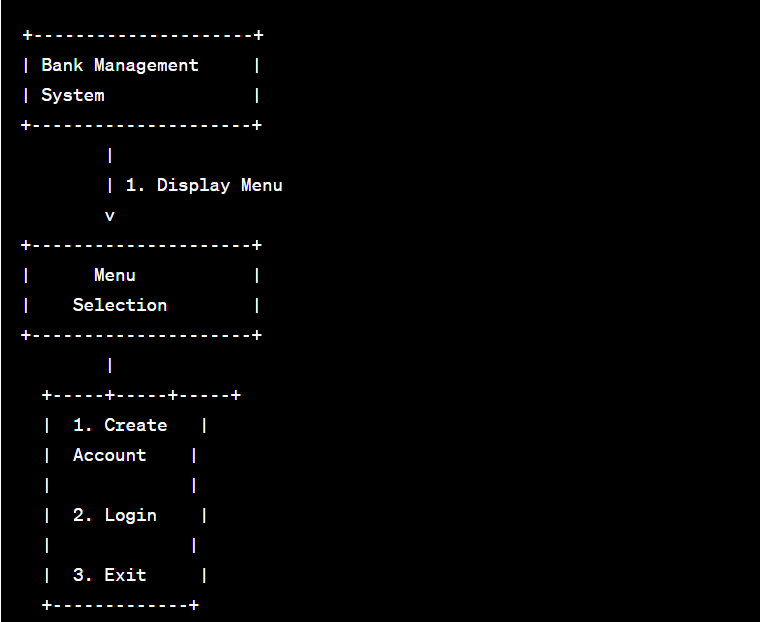 +---------------------+
| Bank Management     |
| System              |
+---------------------+
        |
        | 1. Display Menu
        v
+---------------------+
|      Menu           |
|    Selection        |
+---------------------+
        |
  +-----+-----+-----+
  |  1. Create   |
  |  Account    |
  |             |
  |  2. Login    |
  |             |
  |  3. Exit     |
  +-------------+